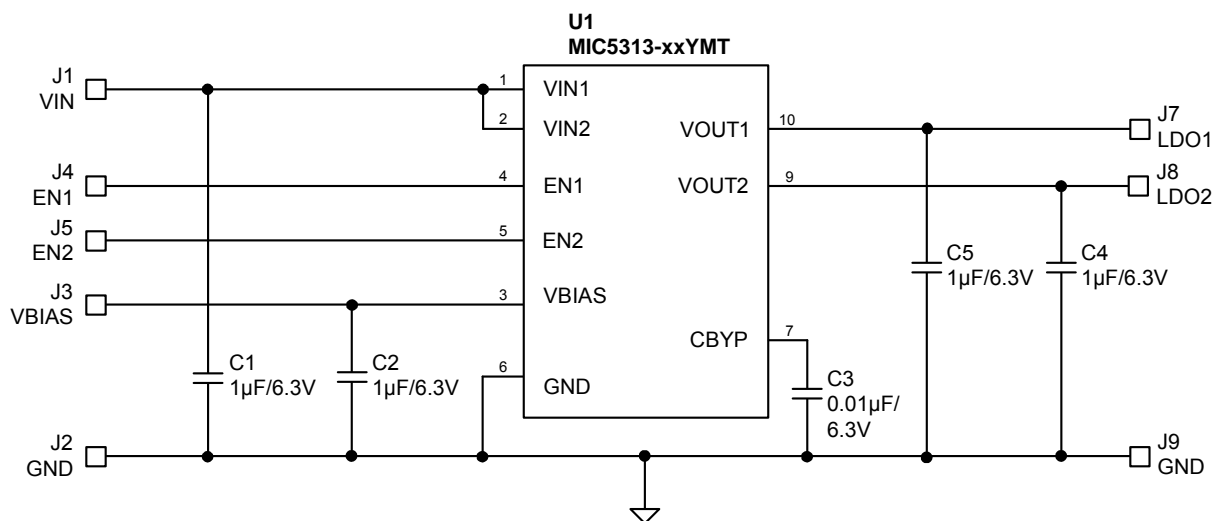 U1
MIC5313-xxYMT
J1
VIN
1
VIN1
2
VIN2
VOUT1
10
J7
LDO1
J4
EN1
4
EN1
VOUT2
9
J8
LDO2
J5
EN2
5
EN2
J3
VBIAS
3
VBIAS
C5
1µF/6.3V
C4
1µF/6.3V
CBYP
7
C1
1µF/6.3V
C2
1µF/6.3V
6
GND
C3
0.01µF/
6.3V
J2
GND
J9
GND